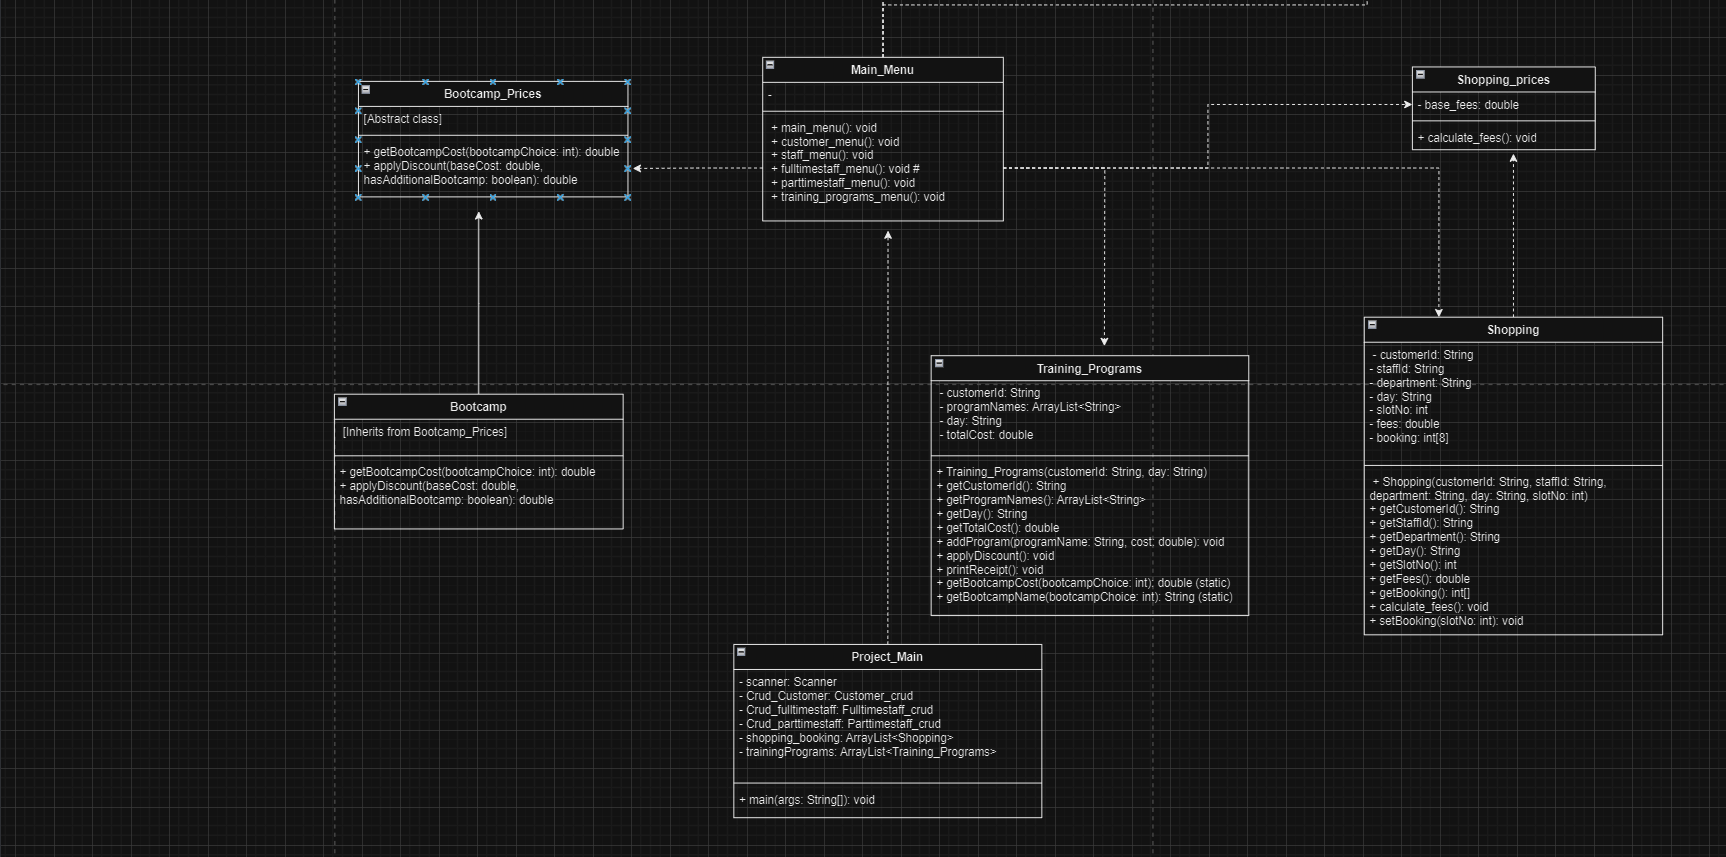 Bootcamp_Prices
[Abstract class]
+ getBootcampCost(bootcampChoice: int): double
+ applyDiscount(baseCost: double,
hasAdditionalBootcamp: boolean): double
Main_Menu
-
+ main_menu(): void
+ customer_menu(): void
+ staff_menu(): void
+ fulltimestaff_menu(): void #
+ parttimestaff_menu(): void
+ training_programs_menu(): void
Shopping_prices
- base_fees: double
+ calculate_fees(): void
Bootcamp
[Inherits from Bootcamp_Prices]
+ getBootcampCost(bootcampChoice: int): double
+ applyDiscount(baseCost: double,
hasAdditionalBootcamp: boolean): double
Training_Programs
- customerId: String
- programNames: ArrayList<String>
- day: String
- totalCost: double
+ Training_Programs(customerId: String, day: String)
+ getCustomerId(): String
+ getProgramNames(): ArrayList<String>
+ getDay(): String
+ getTotalCost(): double
+ addProgram(programName: String, cost: double): void
+ applyDiscount(): void
+ printReceipt(): void
+ getBootcampCost(bootcampChoice: int): double (static)
+ getBootcampName(bootcampChoice: int): String (static)
Shopping
- customerId: String
- staffId: String
- department: String
- day: String
- slotNo: int
- fees: double
- booking: int[8]
+ Shopping(customerId: String, staffId: String,
department: String, day: String, slotNo: int)
+ getCustomerId(): String
+ getStaffId(): String
+ getDepartment(): String
+ getDay(): String
+ getSlotNo(): int
+ getFees(): double
+ getBooking(): int[]
+ calculate_fees(): void
+ setBooking(slotNo: int): void
Project_Main
- scanner: Scanner
- Crud_Customer: Customer_crud
- Crud_fulltimestaff: Fulltimestaff_crud
- Crud_parttimestaff: Parttimestaff_crud
- shopping_booking: ArrayList<Shopping>
- trainingPrograms: ArrayList<Training_Programs>
+ main(args: String[]): void